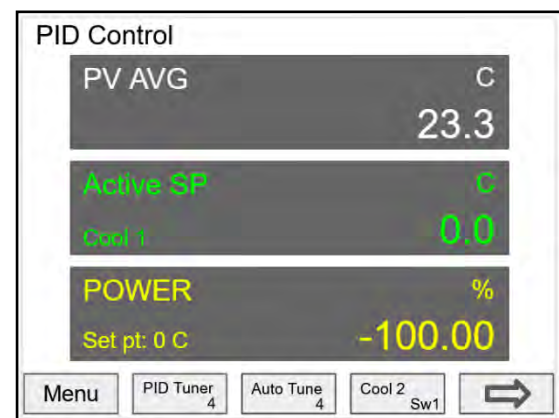 PID Control
PV AVG C
23.3
Active SP C
Cool 1 0.0
POWER %
Set pt: 0 C -100.00
Menu PID Tuner 4 Auto Tune 4 Cool 2 Sw1